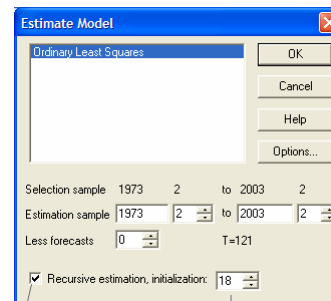 Estimate Model
Ordinary Least Squares
OK
Cancel
Help
Options...
Selection sample 1973 2 to 2003 2
Estimation sample 1973 2 to 2003 2
Less forecasts 0 T=121
Recursive estimation, initialization: 18